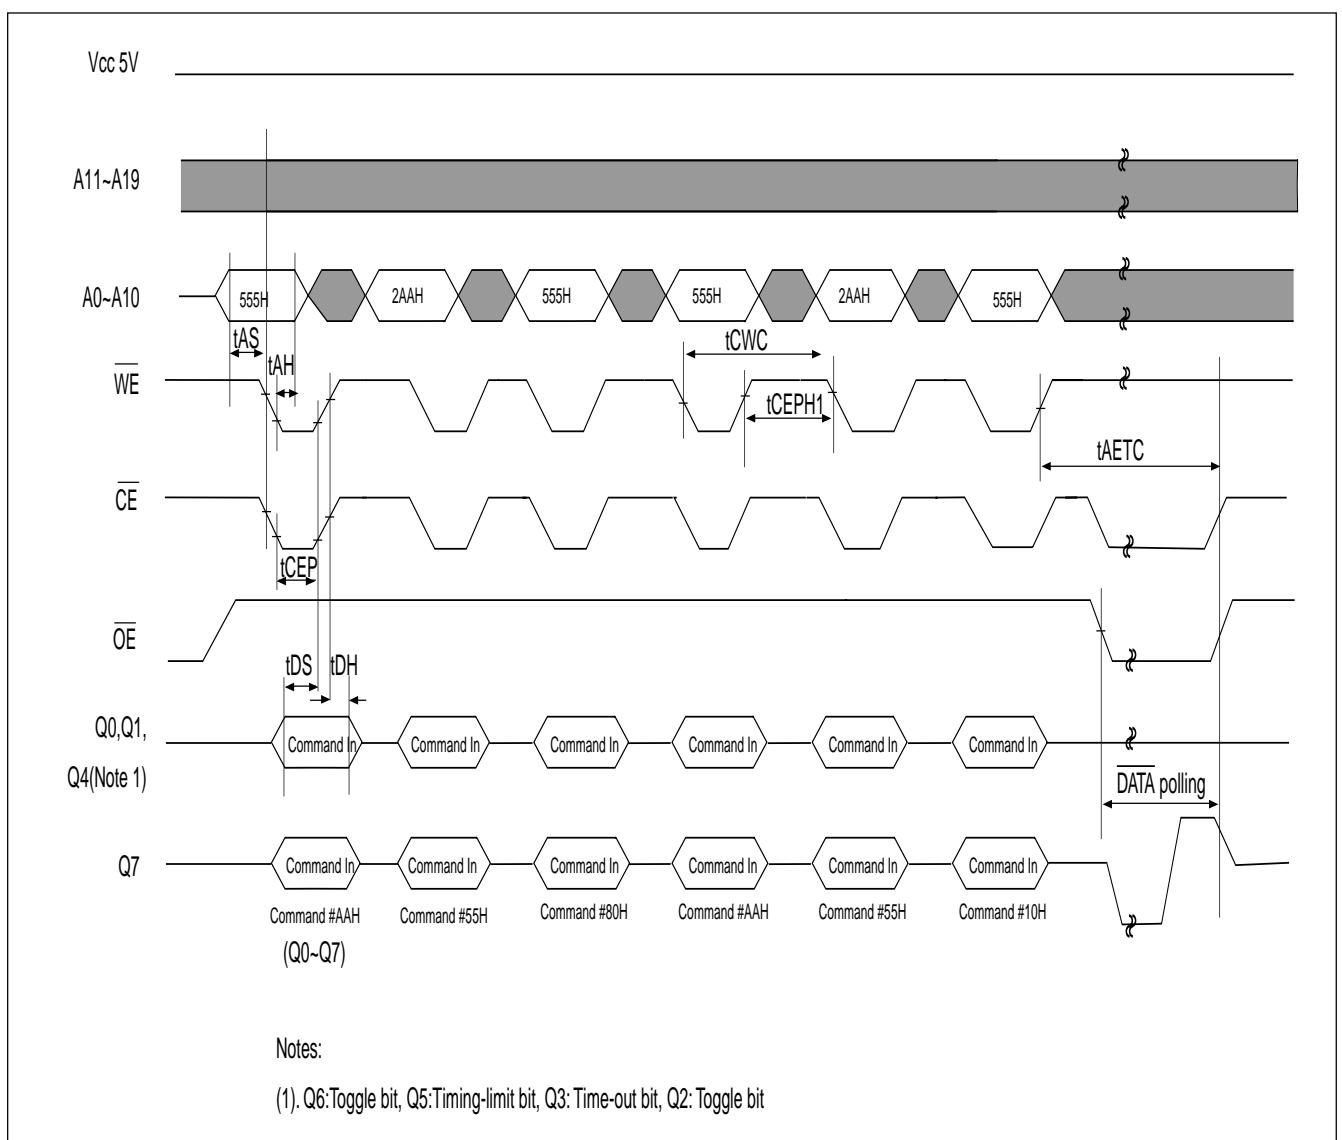 Vcc 5V
A11~A19
A0~A10
555H 2AAH 555H 555H 2AAH 555H
tAS
tAH
tCWC
WE
tCEPH1
tAETC
CE
tCEP
OE
tDS tDH
Q0,Q1,
Q4(Note 1)
Command In Command In Command In Command In Command In Command In
DATA polling
Q7
Command In Command In Command In Command In Command In Command In
Command #AAH Command #55H Command #80H Command #AAH Command #55H Command #10H
(Q0~Q7)
Notes:
(1). Q6:Toggle bit, Q5:Timing-limit bit, Q3: Time-out bit, Q2: Toggle bit